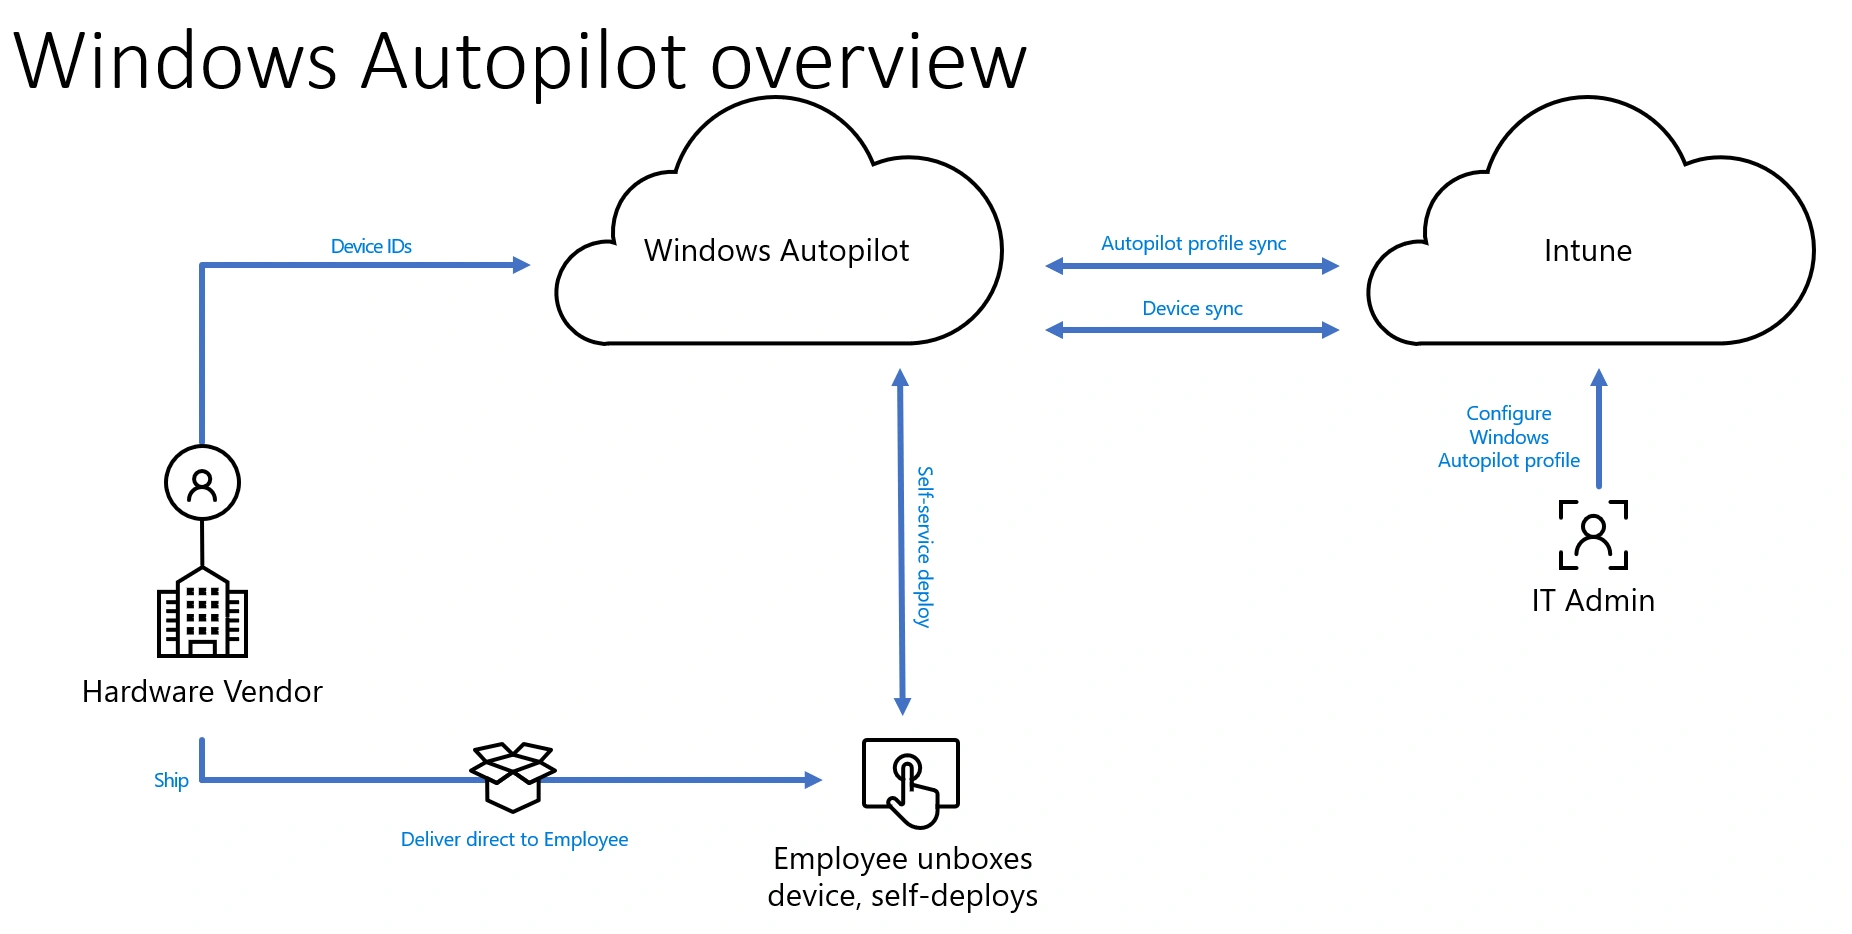 Windows Autopilot overview
Device IDs
Windows Autopilot
Autopilot profile sync
Device sync
Intune
Configure
Windows
Autopilot profile
IT Admin
Self-service deploy
Hardware Vendor
Ship
Deliver direct to Employee
Employee unboxes
device, self-deploys